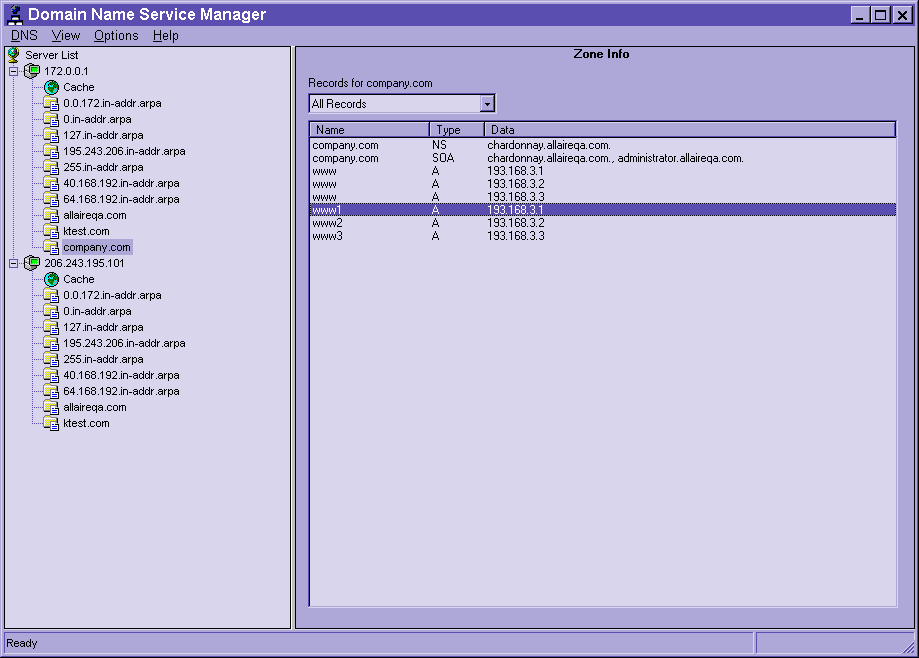 Domain Name Service Manager
DNS View Options Help
Server List
172.0.0.1
Cache
0.0.172.in-addr.arpa
0.in-addr.arpa
127.in-addr.arpa
195.243.206.in-addr.arpa
255.in-addr.arpa
40.168.192.in-addr.arpa
64.168.192.in-addr.arpa
allaireqa.com
ktest.com
company.com
206.243.195.101
Cache
0.0.172.in-addr.arpa
0.in-addr.arpa
127.in-addr.arpa
195.243.206.in-addr.arpa
255.in-addr.arpa
40.168.192.in-addr.arpa
64.168.192.in-addr.arpa
allaireqa.com
ktest.com
Zone Info
Records for company.com
All Records
Name Type Data
company.com NS chardonnay.allaireqa.com.
company.com SOA chardonnay.allaireqa.com., administrator.allaireqa.com.
www A 193.168.3.1
www A 193.168.3.2
www A 193.168.3.3
www1 A 193.168.3.1
www2 A 193.168.3.2
www3 A 193.168.3.3
Ready